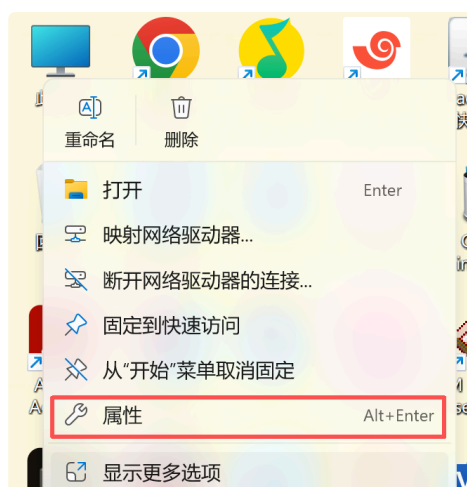 重命名
删除
打开 Enter
映射网络驱动器...
断开网络驱动器的连接...
固定到快速访问
从“开始”菜单取消固定
属性 Alt+Enter
显示更多选项